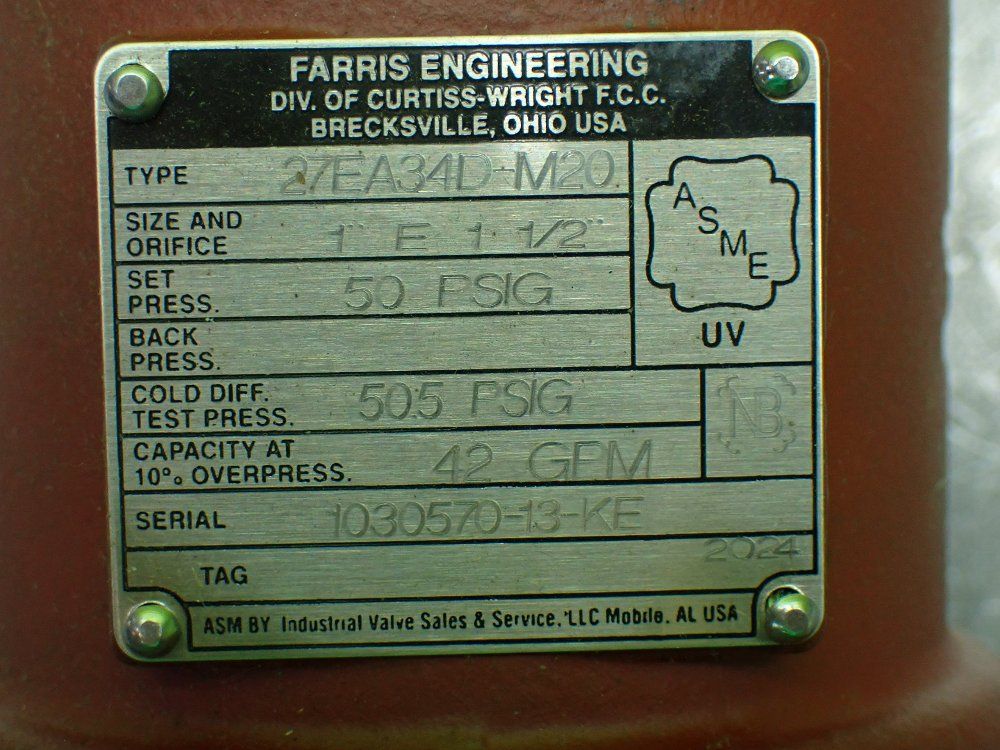 FARRIS ENGINEERING
DIV. OF CURTISS-WRIGHT F.C.C.
BRECKSVILLE, OHIO USA
TYPE 27EA34D-M20
SIZE AND ORIFICE 1" E 1 1/2"
SET PRESS. 50 PSIG
BACK PRESS.
ASME
UV
COLD DIFF. TEST PRESS. 50.5 PSIG
NB
CAPACITY AT 10% OVERPRESS. 42 GPM
SERIAL 1030570-13-KE
2024
TAG
ASM BY Industrial Valve Sales & Service, LLC Mobile, AL USA